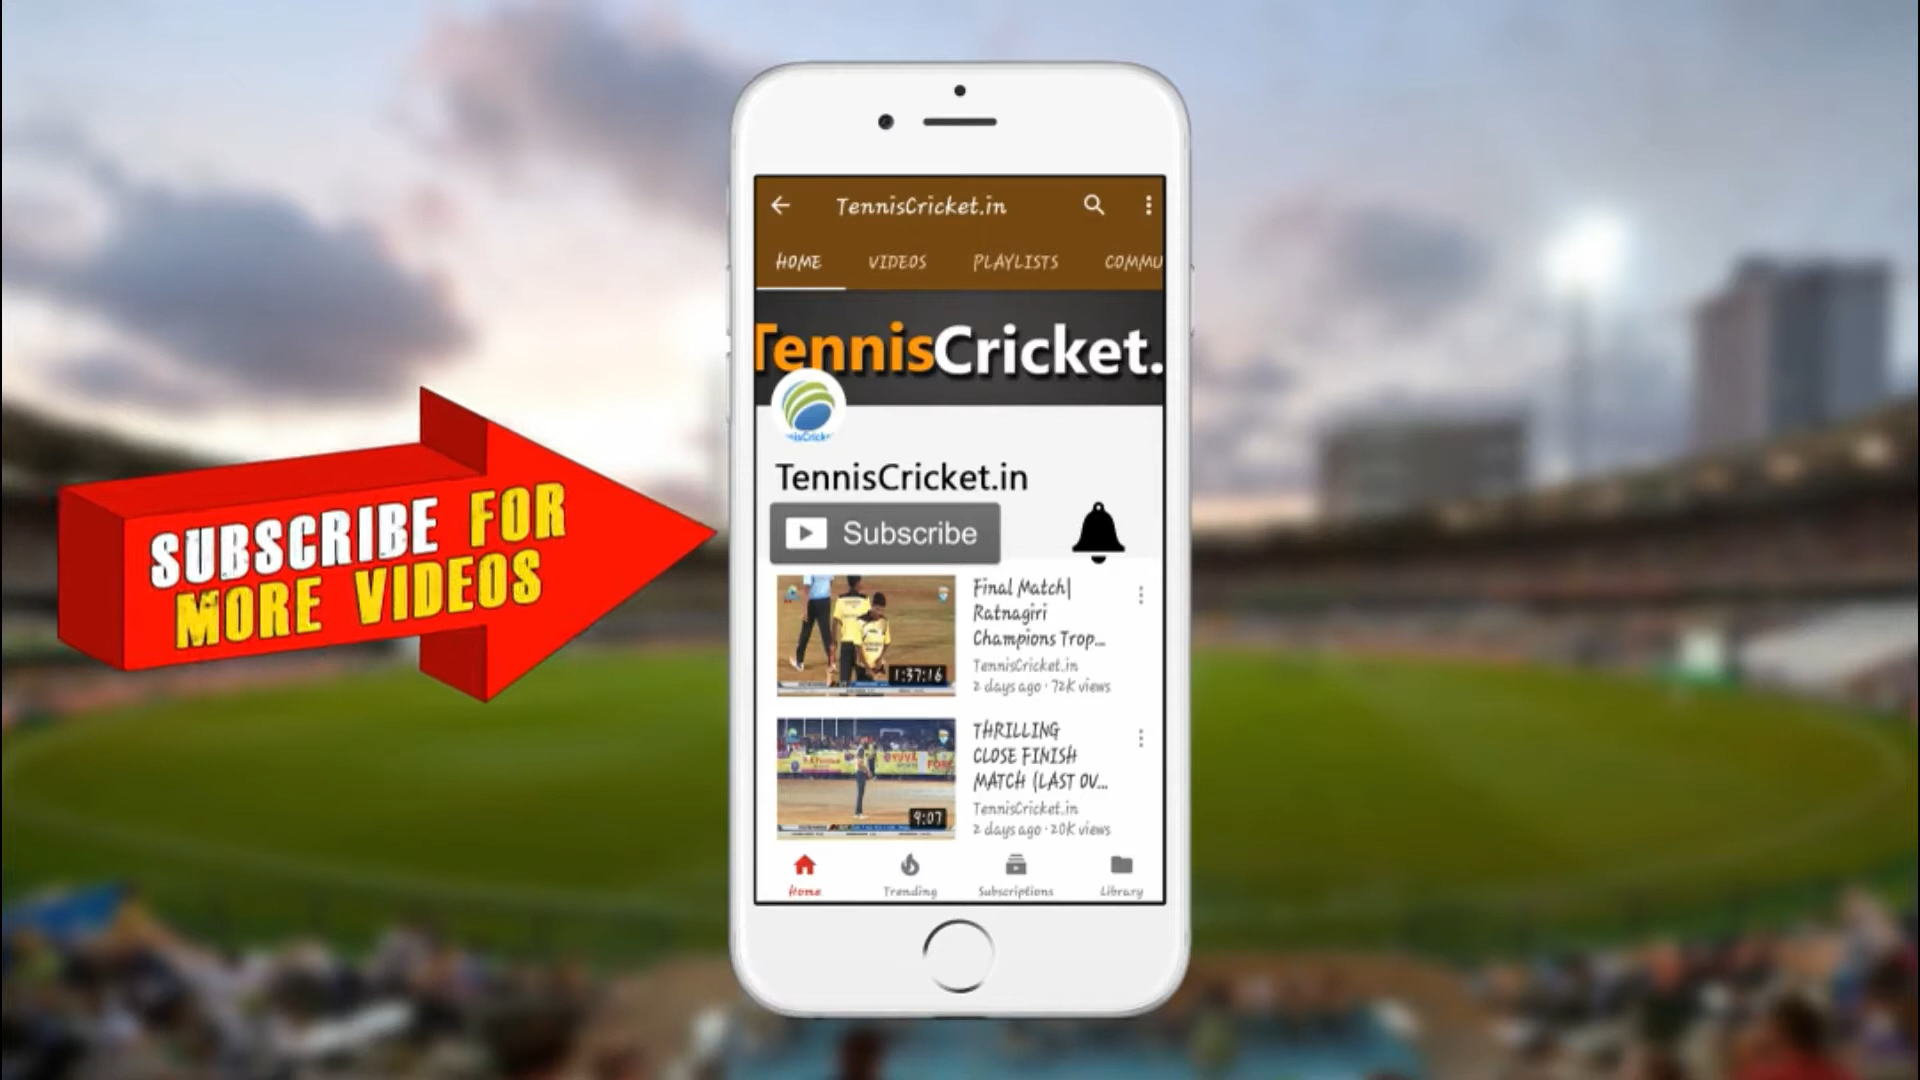 SUBSCRIBE FOR
MORE VIDEOS
TennisCricket.in
HOME VIDEOS PLAYLISTS COMMU
TennisCricket.
TennisCricket.in
Subscribe
Final Match|
Ratnagiri
Champions Trop...
TennisCricket.in
2 days ago · 72K views
1:37:16
THRILLING
CLOSE FINISH
MATCH (LAST OV...
TennisCricket.in
2 days ago · 20K views
9:07
Home Trending Subscriptions Library